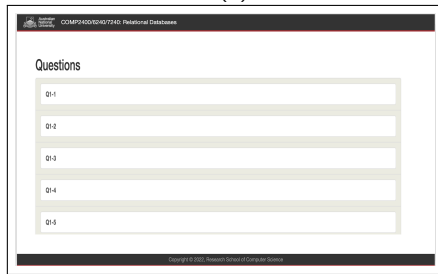 Australian
National
University
COMP2400/6240/7240: Relational Databases
Questions
Q1-1
Q1-2
Q1-3
Q1-4
Q1-5
Copyright © 2022, Research School of Computer Science